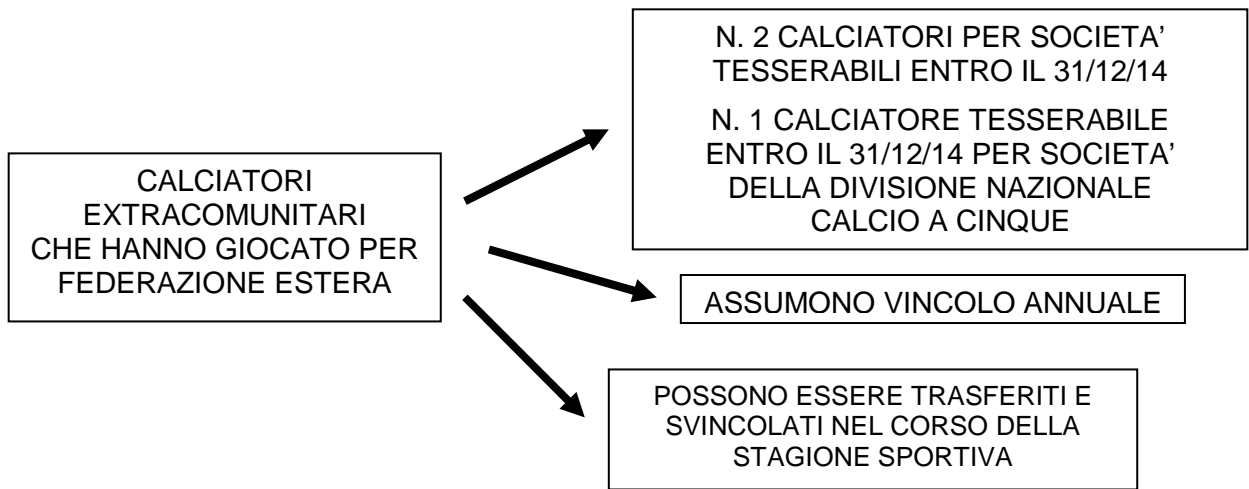 CALCIATORI
EXTRACOMUNITARI
CHE HANNO GIOCATO PER
FEDERAZIONE ESTERA
N. 2 CALCIATORI PER SOCIETA’
TESSERABILI ENTRO IL 31/12/14
N. 1 CALCIATORE TESSERABILE
ENTRO IL 31/12/14 PER SOCIETA’
DELLA DIVISIONE NAZIONALE
CALCIO A CINQUE
ASSUMONO VINCOLO ANNUALE
POSSONO ESSERE TRASFERITI E
SVINCOLATI NEL CORSO DELLA
STAGIONE SPORTIVA